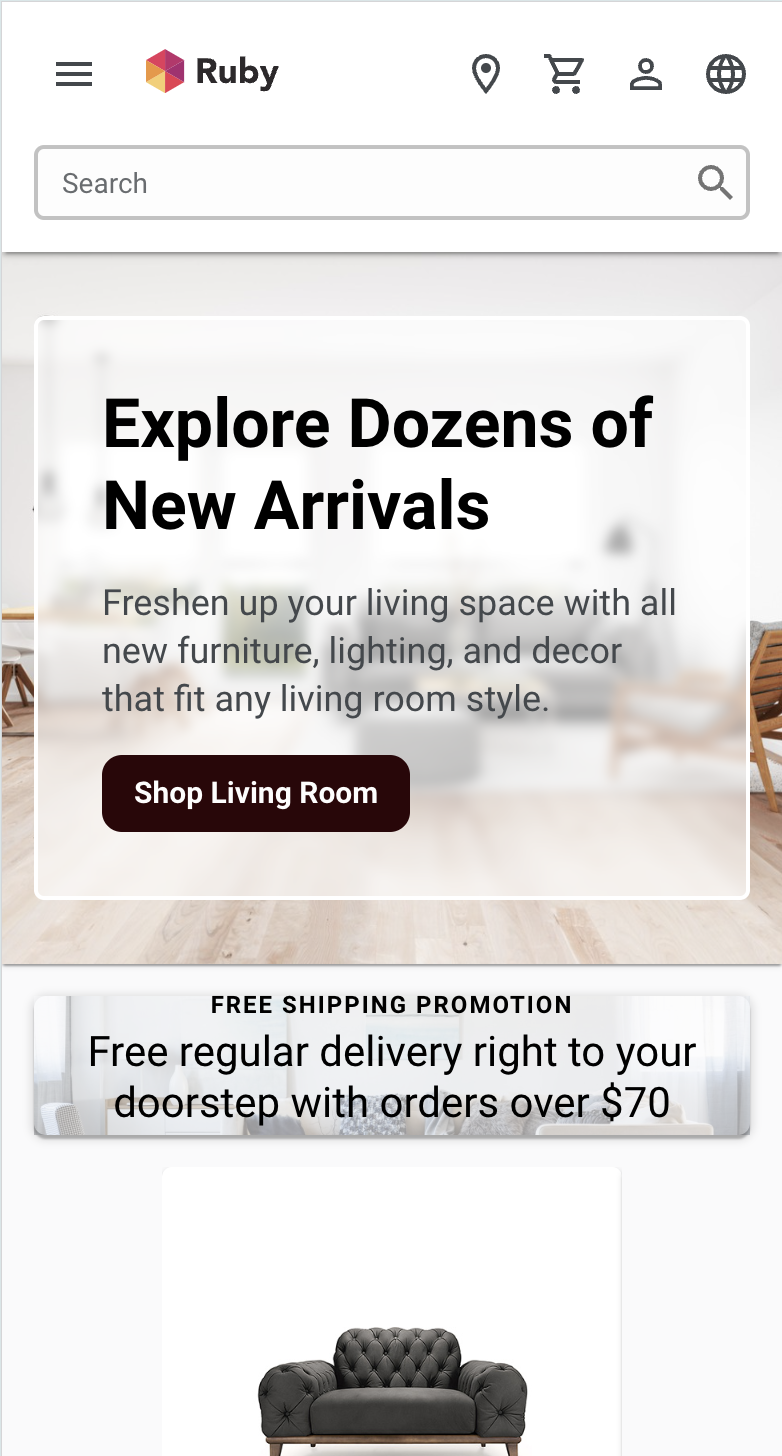 Ruby
Search
Explore Dozens of
New Arrivals
Freshen up your living space with all
new furniture, lighting, and decor
that fit any living room style.
Shop Living Room
FREE SHIPPING PROMOTION
Free regular delivery right to your
doorstep with orders over $70